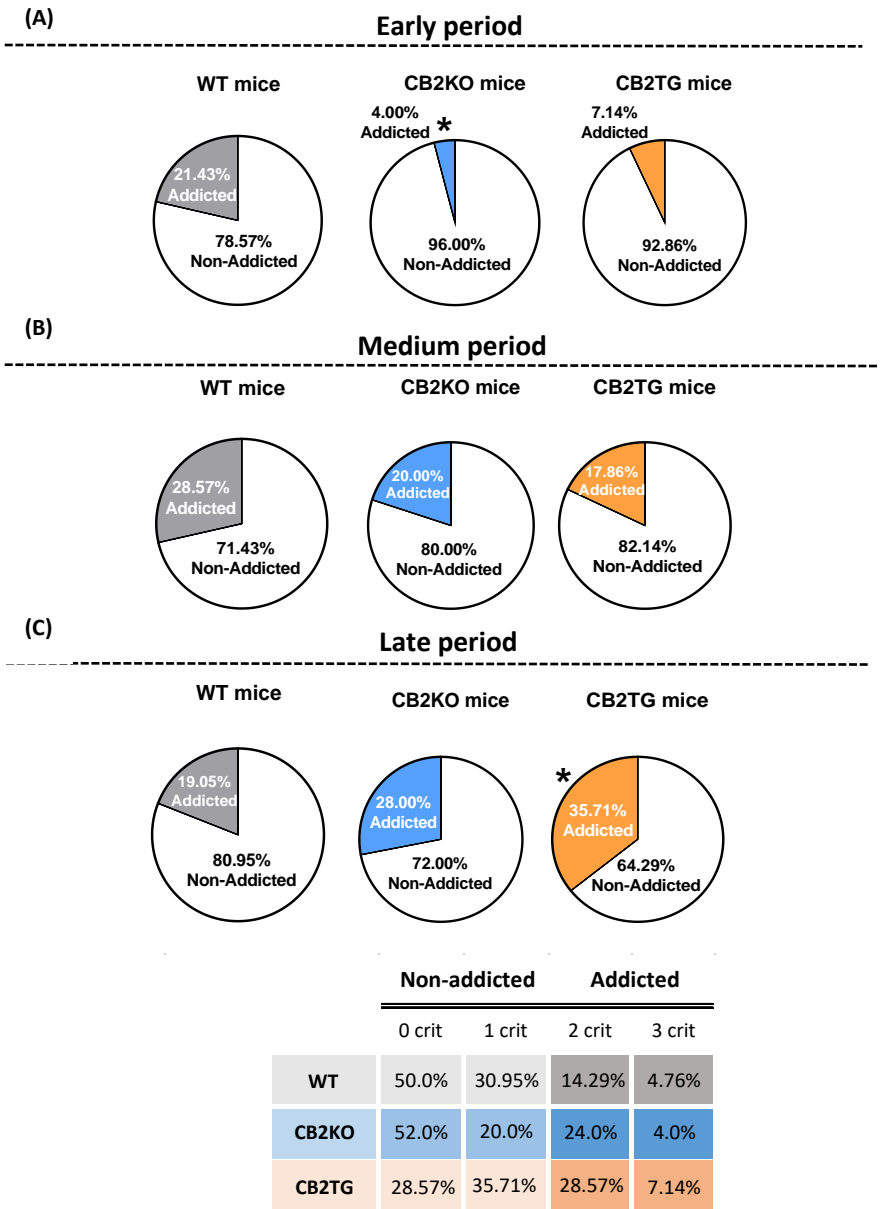 (A)
Early period
WT mice
CB2KO mice
CB2TG mice
21.43%
Addicted
78.57%
Non-Addicted
4.00%
Addicted
*
96.00%
Non-Addicted
7.14%
Addicted
92.86%
Non-Addicted
(B)
Medium period
WT mice
CB2KO mice
CB2TG mice
28.57%
Addicted
71.43%
Non-Addicted
20.00%
Addicted
80.00%
Non-Addicted
17.86%
Addicted
82.14%
Non-Addicted
(C)
Late period
WT mice
CB2KO mice
CB2TG mice
19.05%
Addicted
80.95%
Non-Addicted
28.00%
Addicted
72.00%
Non-Addicted
*
35.71%
Addicted
64.29%
Non-Addicted
Non-addicted Addicted
0 crit 1 crit 2 crit 3 crit
WT 50.0% 30.95% 14.29% 4.76%
CB2KO 52.0% 20.0% 24.0% 4.0%
CB2TG 28.57% 35.71% 28.57% 7.14%